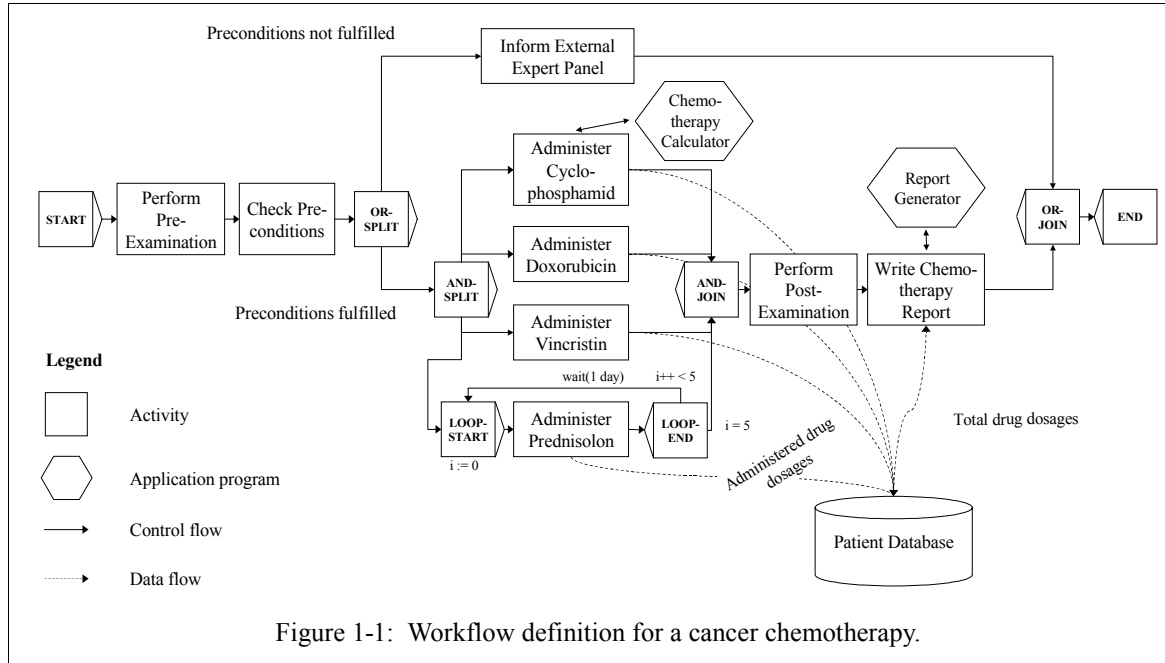 Preconditions not fulfilled
Inform External
Expert Panel
Chemo-
therapy
Calculator
Administer
Cyclo-
phosphamid
Report
Generator
START
Perform
Pre-
Examination
Check Pre-
conditions
OR-
SPLIT
OR-
JOIN
END
Administer
Doxorubicin
AND-
SPLIT
AND-
JOIN
Perform
Post-
Examination
Write Chemo-
therapy
Report
Preconditions fulfilled
Administer
Vincristin
Legend
Activity
Application program
Control flow
Data flow
wait(1 day)
i++ < 5
LOOP-
START
Administer
Prednisolon
LOOP-
END
i = 5
i := 0
Total drug dosages
Administered drug
dosages
Patient Database
Figure 1-1: Workflow definition for a cancer chemotherapy.